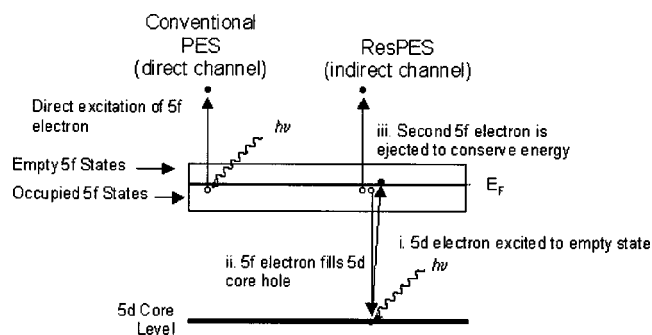 Conventional
PES
(direct channel)
ResPES
(indirect channel)
Direct excitation of 5f
electron
hν
iii. Second 5f electron is
ejected to conserve energy
Empty 5f States
Occupied 5f States
E_F
ii. 5f electron fills 5d
core hole
i. 5d electron excited to empty state
hν
5d Core
Level